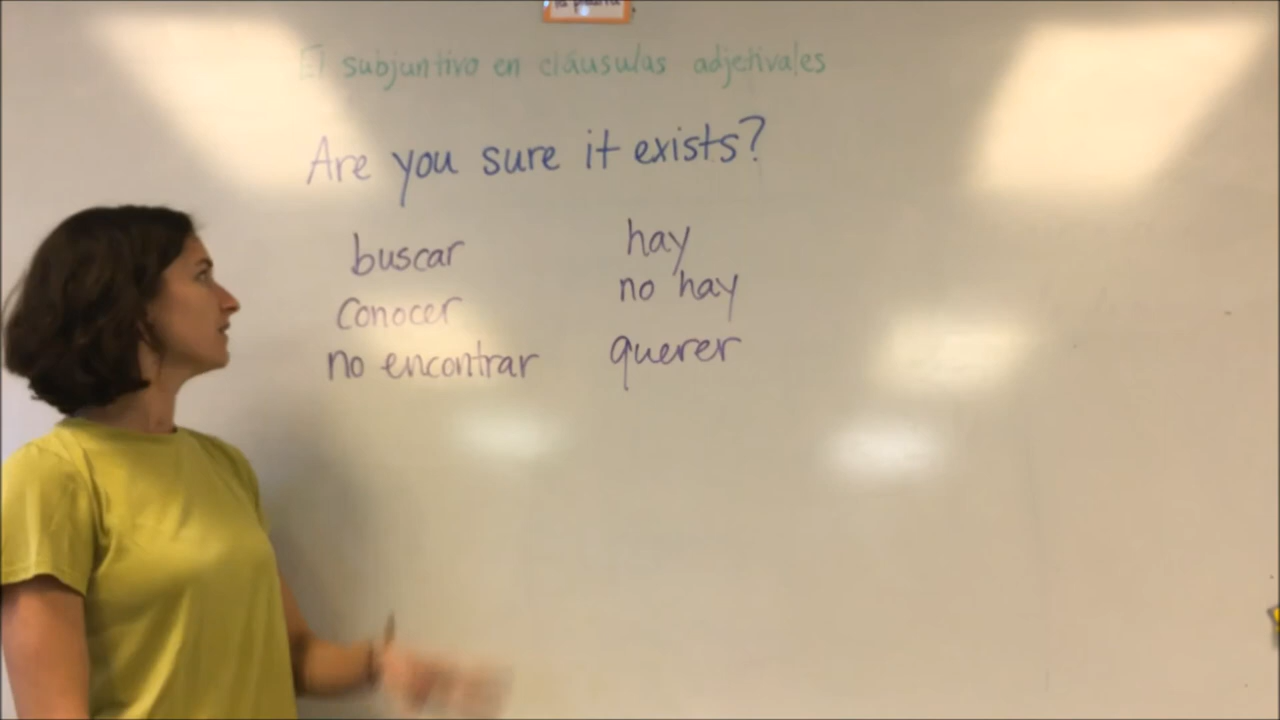 El subjuntivo en cláusulas adjetivales
Are you sure it exists?
buscar
conocer
no encontrar
hay
no hay
querer